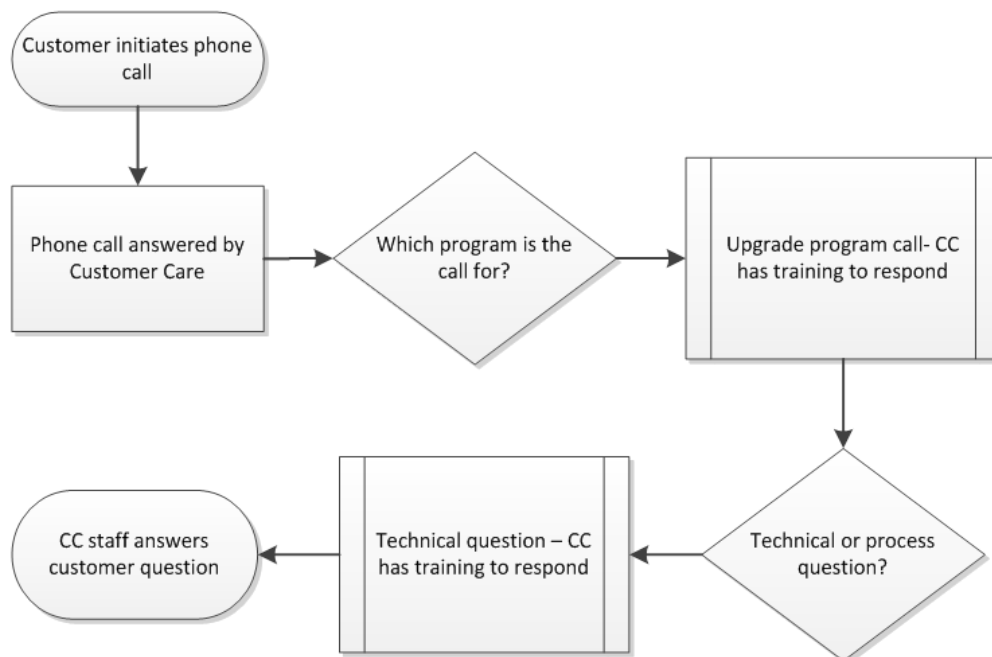 Customer initiates phone
call
Phone call answered by
Customer Care
Which program is the
call for?
Upgrade program call- CC
has training to respond
Technical or process
question?
Technical question – CC
has training to respond
CC staff answers
customer question